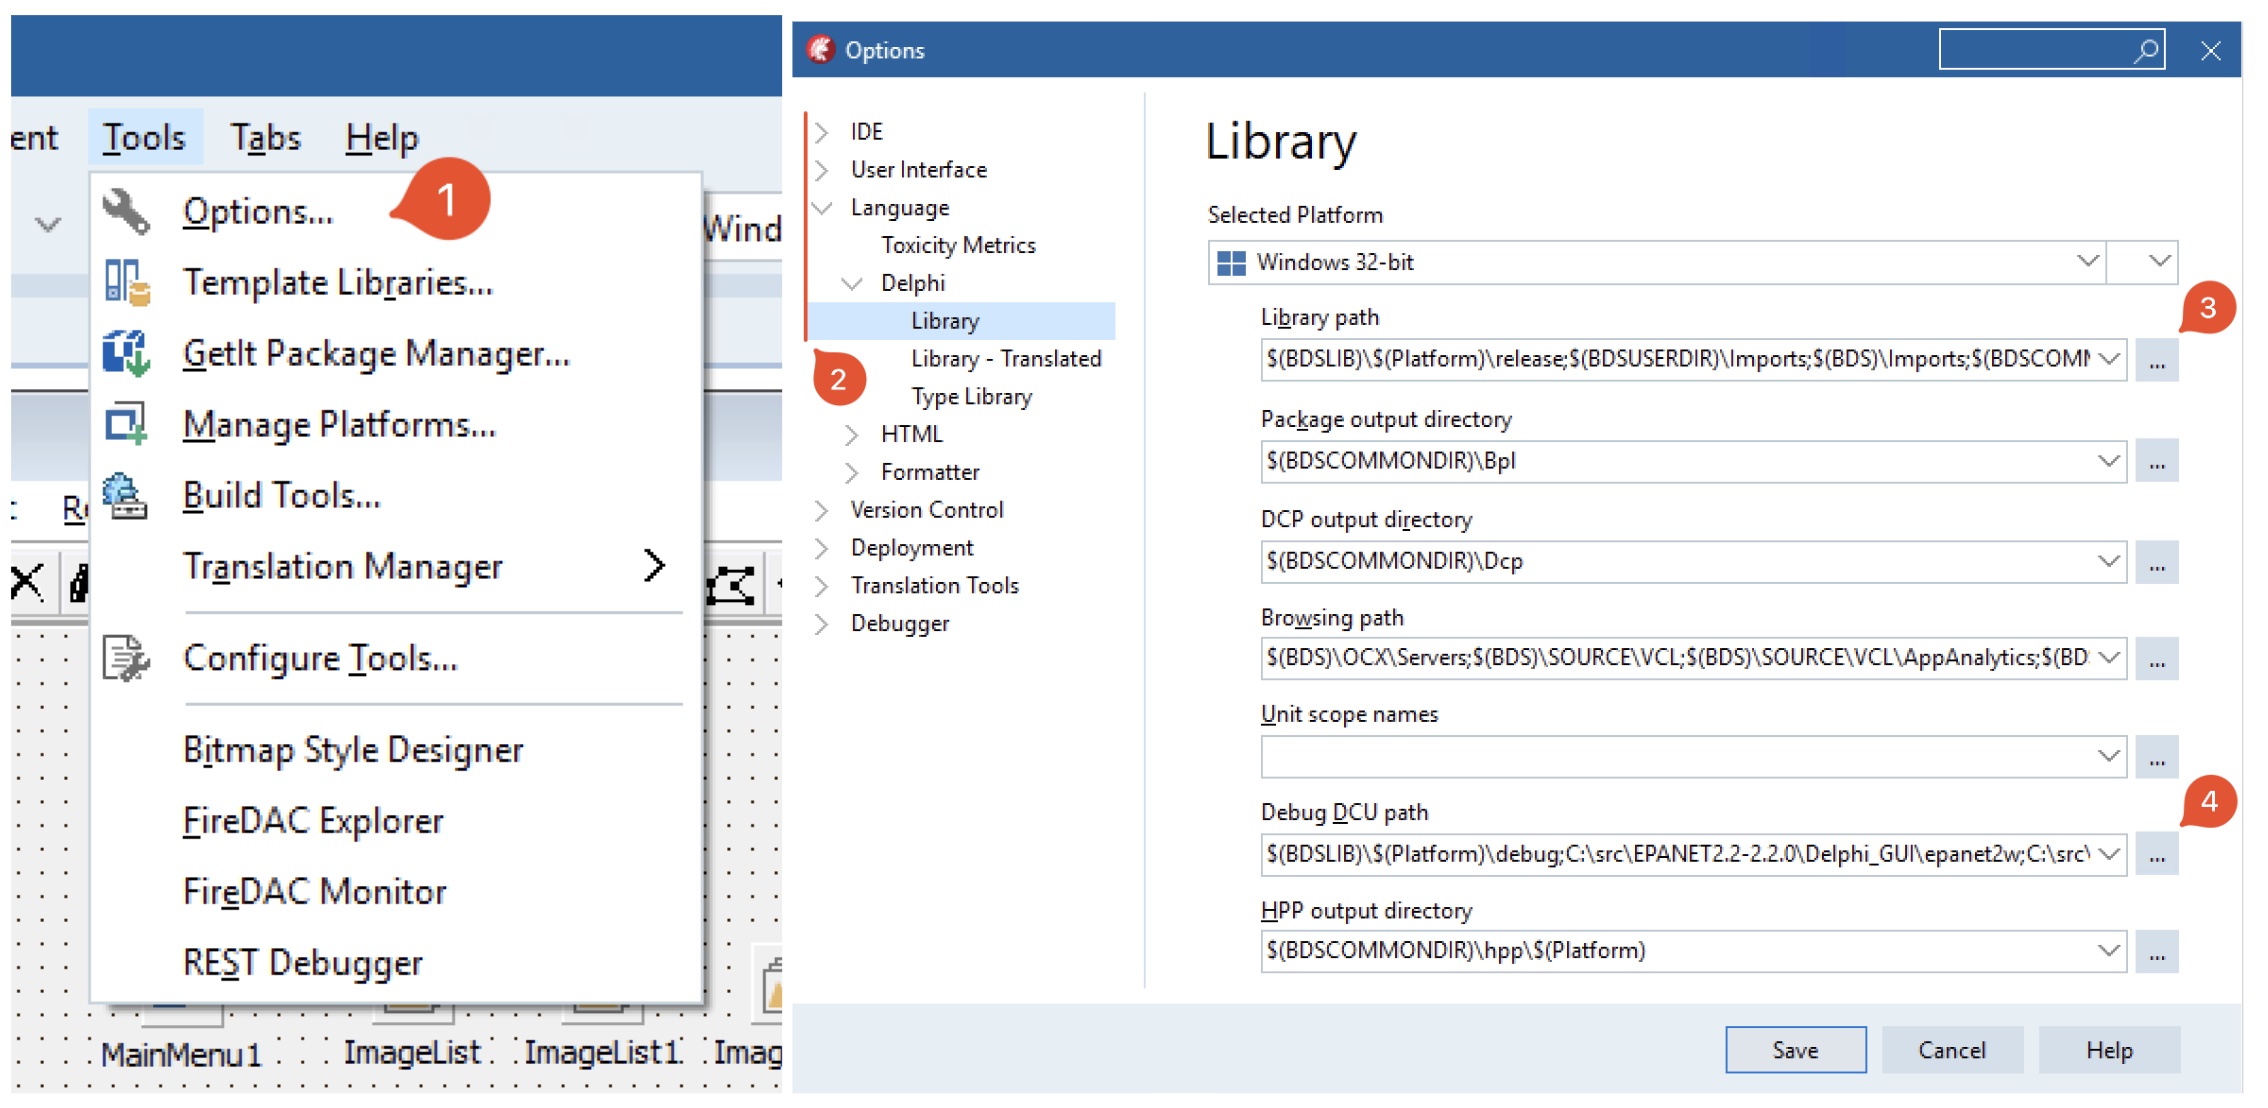 ent Tools Tabs Help
1
Options...
Wind
Template Libraries...
GetIt Package Manager...
Manage Platforms...
Build Tools...
Translation Manager
Configure Tools...
Bitmap Style Designer
FireDAC Explorer
FireDAC Monitor
REST Debugger
MainMenu1 ImageList ImageList1 Imag
Options
IDE
User Interface
Language
Toxicity Metrics
Delphi
Library
2
Library - Translated
Type Library
HTML
Formatter
Version Control
Deployment
Translation Tools
Debugger
Library
Selected Platform
Windows 32-bit
3
Library path
$(BDSLIB)\$(Platform)\release;$(BDSUSERDIR)\Imports;$(BDS)\Imports;$(BDSCOMM
...
Package output directory
$(BDSCOMMONDIR)\Bpl
...
DCP output directory
$(BDSCOMMONDIR)\Dcp
...
Browsing path
$(BDS)\OCX\Servers;$(BDS)\SOURCE\VCL;$(BDS)\SOURCE\VCL\AppAnalytics;$(BD
...
Unit scope names
...
4
Debug DCU path
$(BDSLIB)\$(Platform)\debug;C:\src\EPANET2.2-2.2.0\Delphi_GUI\epanet2w;C:\src\
...
HPP output directory
$(BDSCOMMONDIR)\hpp\$(Platform)
...
Save Cancel Help